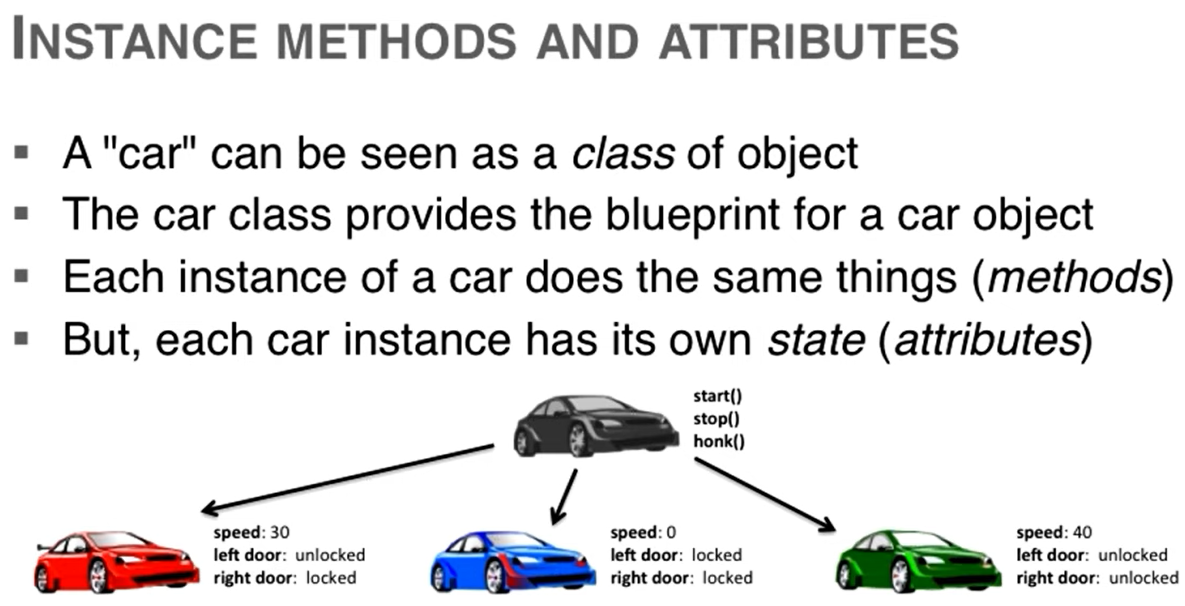 INSTANCE METHODS AND ATTRIBUTES
▪ A "car" can be seen as a class of object
▪ The car class provides the blueprint for a car object
▪ Each instance of a car does the same things (methods)
▪ But, each car instance has its own state (attributes)
start()
stop()
honk()
speed: 30
left door: unlocked
right door: locked
speed: 0
left door: locked
right door: locked
speed: 40
left door: unlocked
right door: unlocked